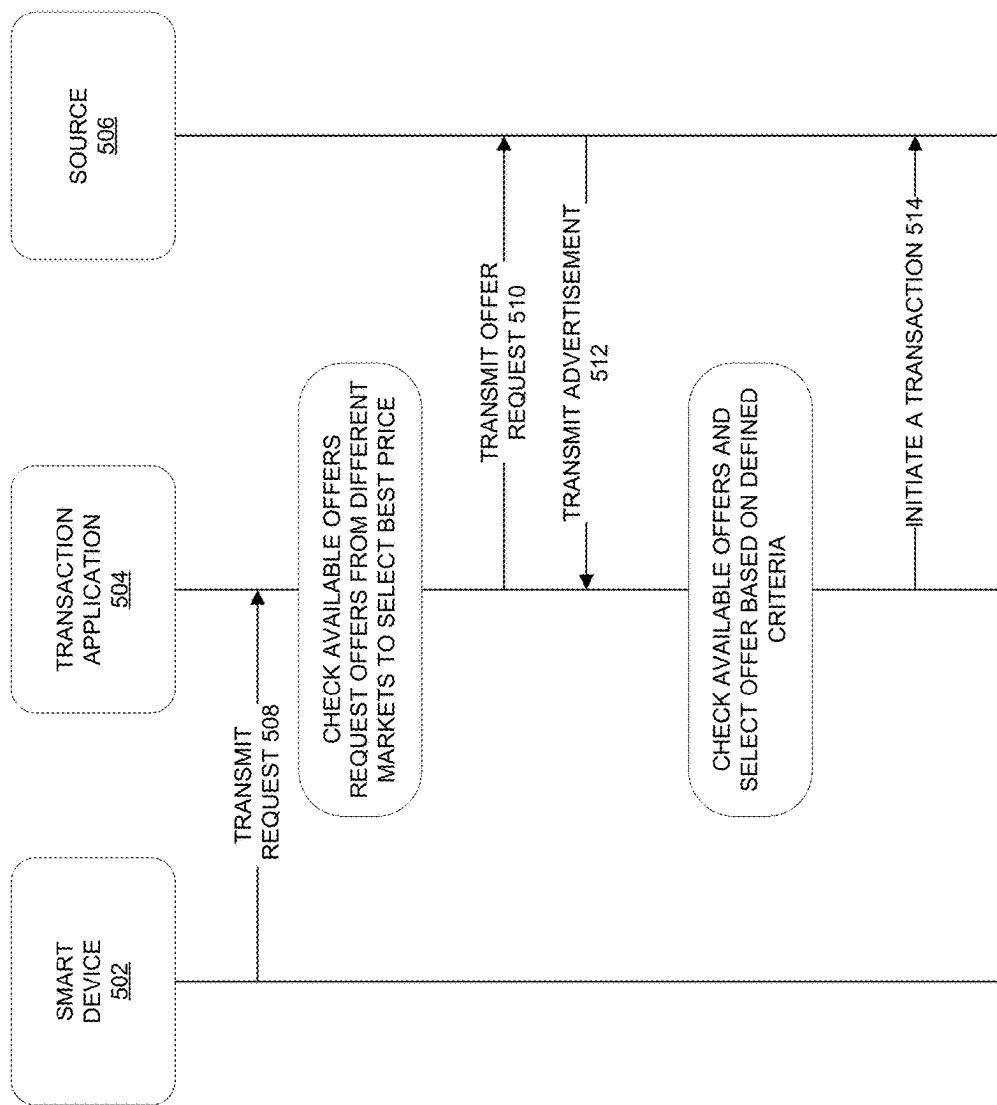 SMART
DEVICE
502
TRANSACTION
APPLICATION
504
SOURCE
506
TRANSMIT
REQUEST 508
CHECK AVAILABLE OFFERS
REQUEST OFFERS FROM DIFFERENT
MARKETS TO SELECT BEST PRICE
TRANSMIT OFFER
REQUEST 510
TRANSMIT ADVERTISEMENT
512
CHECK AVAILABLE OFFERS AND
SELECT OFFER BASED ON DEFINED
CRITERIA
INITIATE A TRANSACTION 514